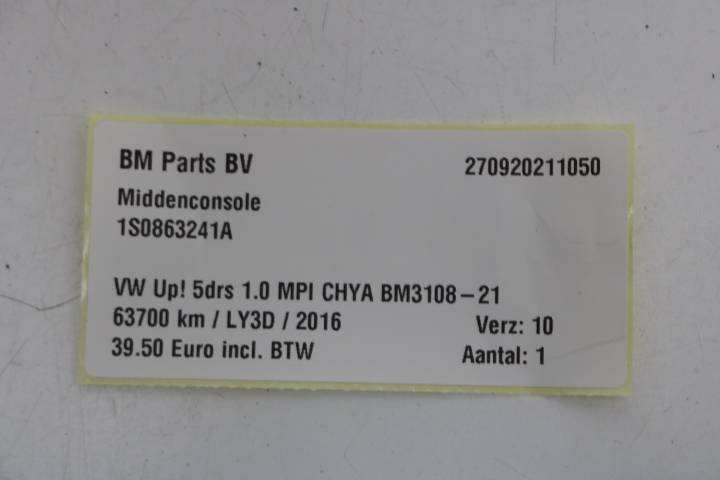 BM Parts BV 270920211050
Middenconsole
1S0863241A
VW Up! 5drs 1.0 MPI CHYA BM3108-21
63700 km / LY3D / 2016 Verz: 10
39.50 Euro incl. BTW Aantal: 1